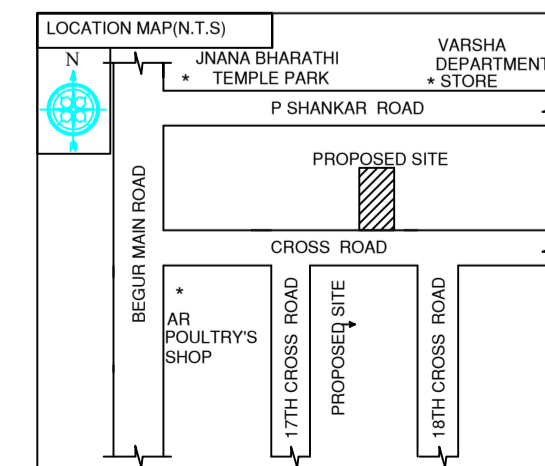 LOCATION MAP(N.T.S)
N
JNANA BHARATHI
* TEMPLE PARK
VARSHA
DEPARTMENT
* STORE
P SHANKAR ROAD
PROPOSED SITE
BEGUR MAIN ROAD
CROSS ROAD
*
AR
POULTRY'S
SHOP
17TH CROSS ROAD
PROPOSED SITE
18TH CROSS ROAD